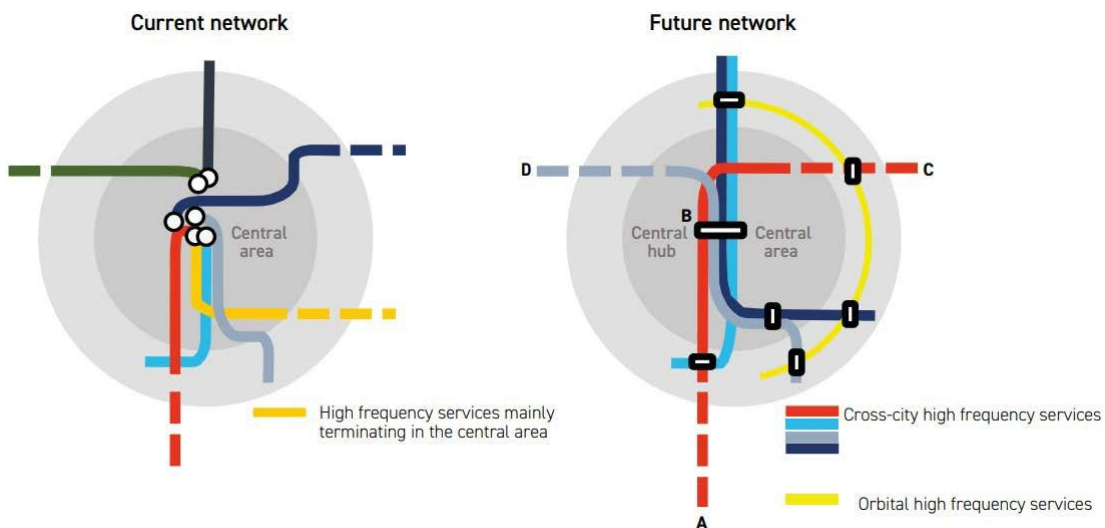 Current network
Central
area
High frequency services mainly
terminating in the central area
Future network
D
C
B
Central
hub
Central
area
Cross-city high frequency services
Orbital high frequency services
A